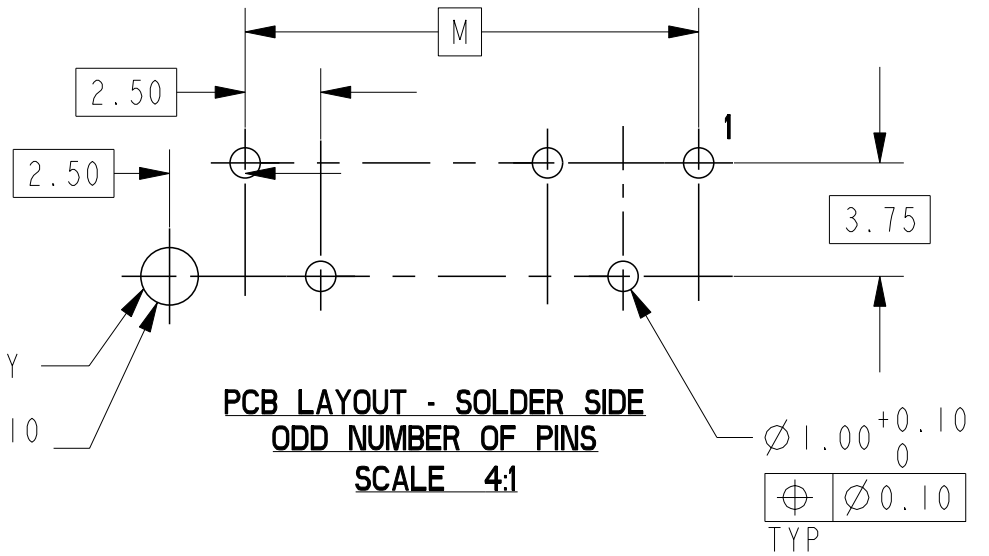 M
2.50
1
2.50
3.75
Y
10
PCB LAYOUT - SOLDER SIDE
ODD NUMBER OF PINS
SCALE 4:1
Ø1.00 +0.10
0
⌖ Ø0.10
TYP